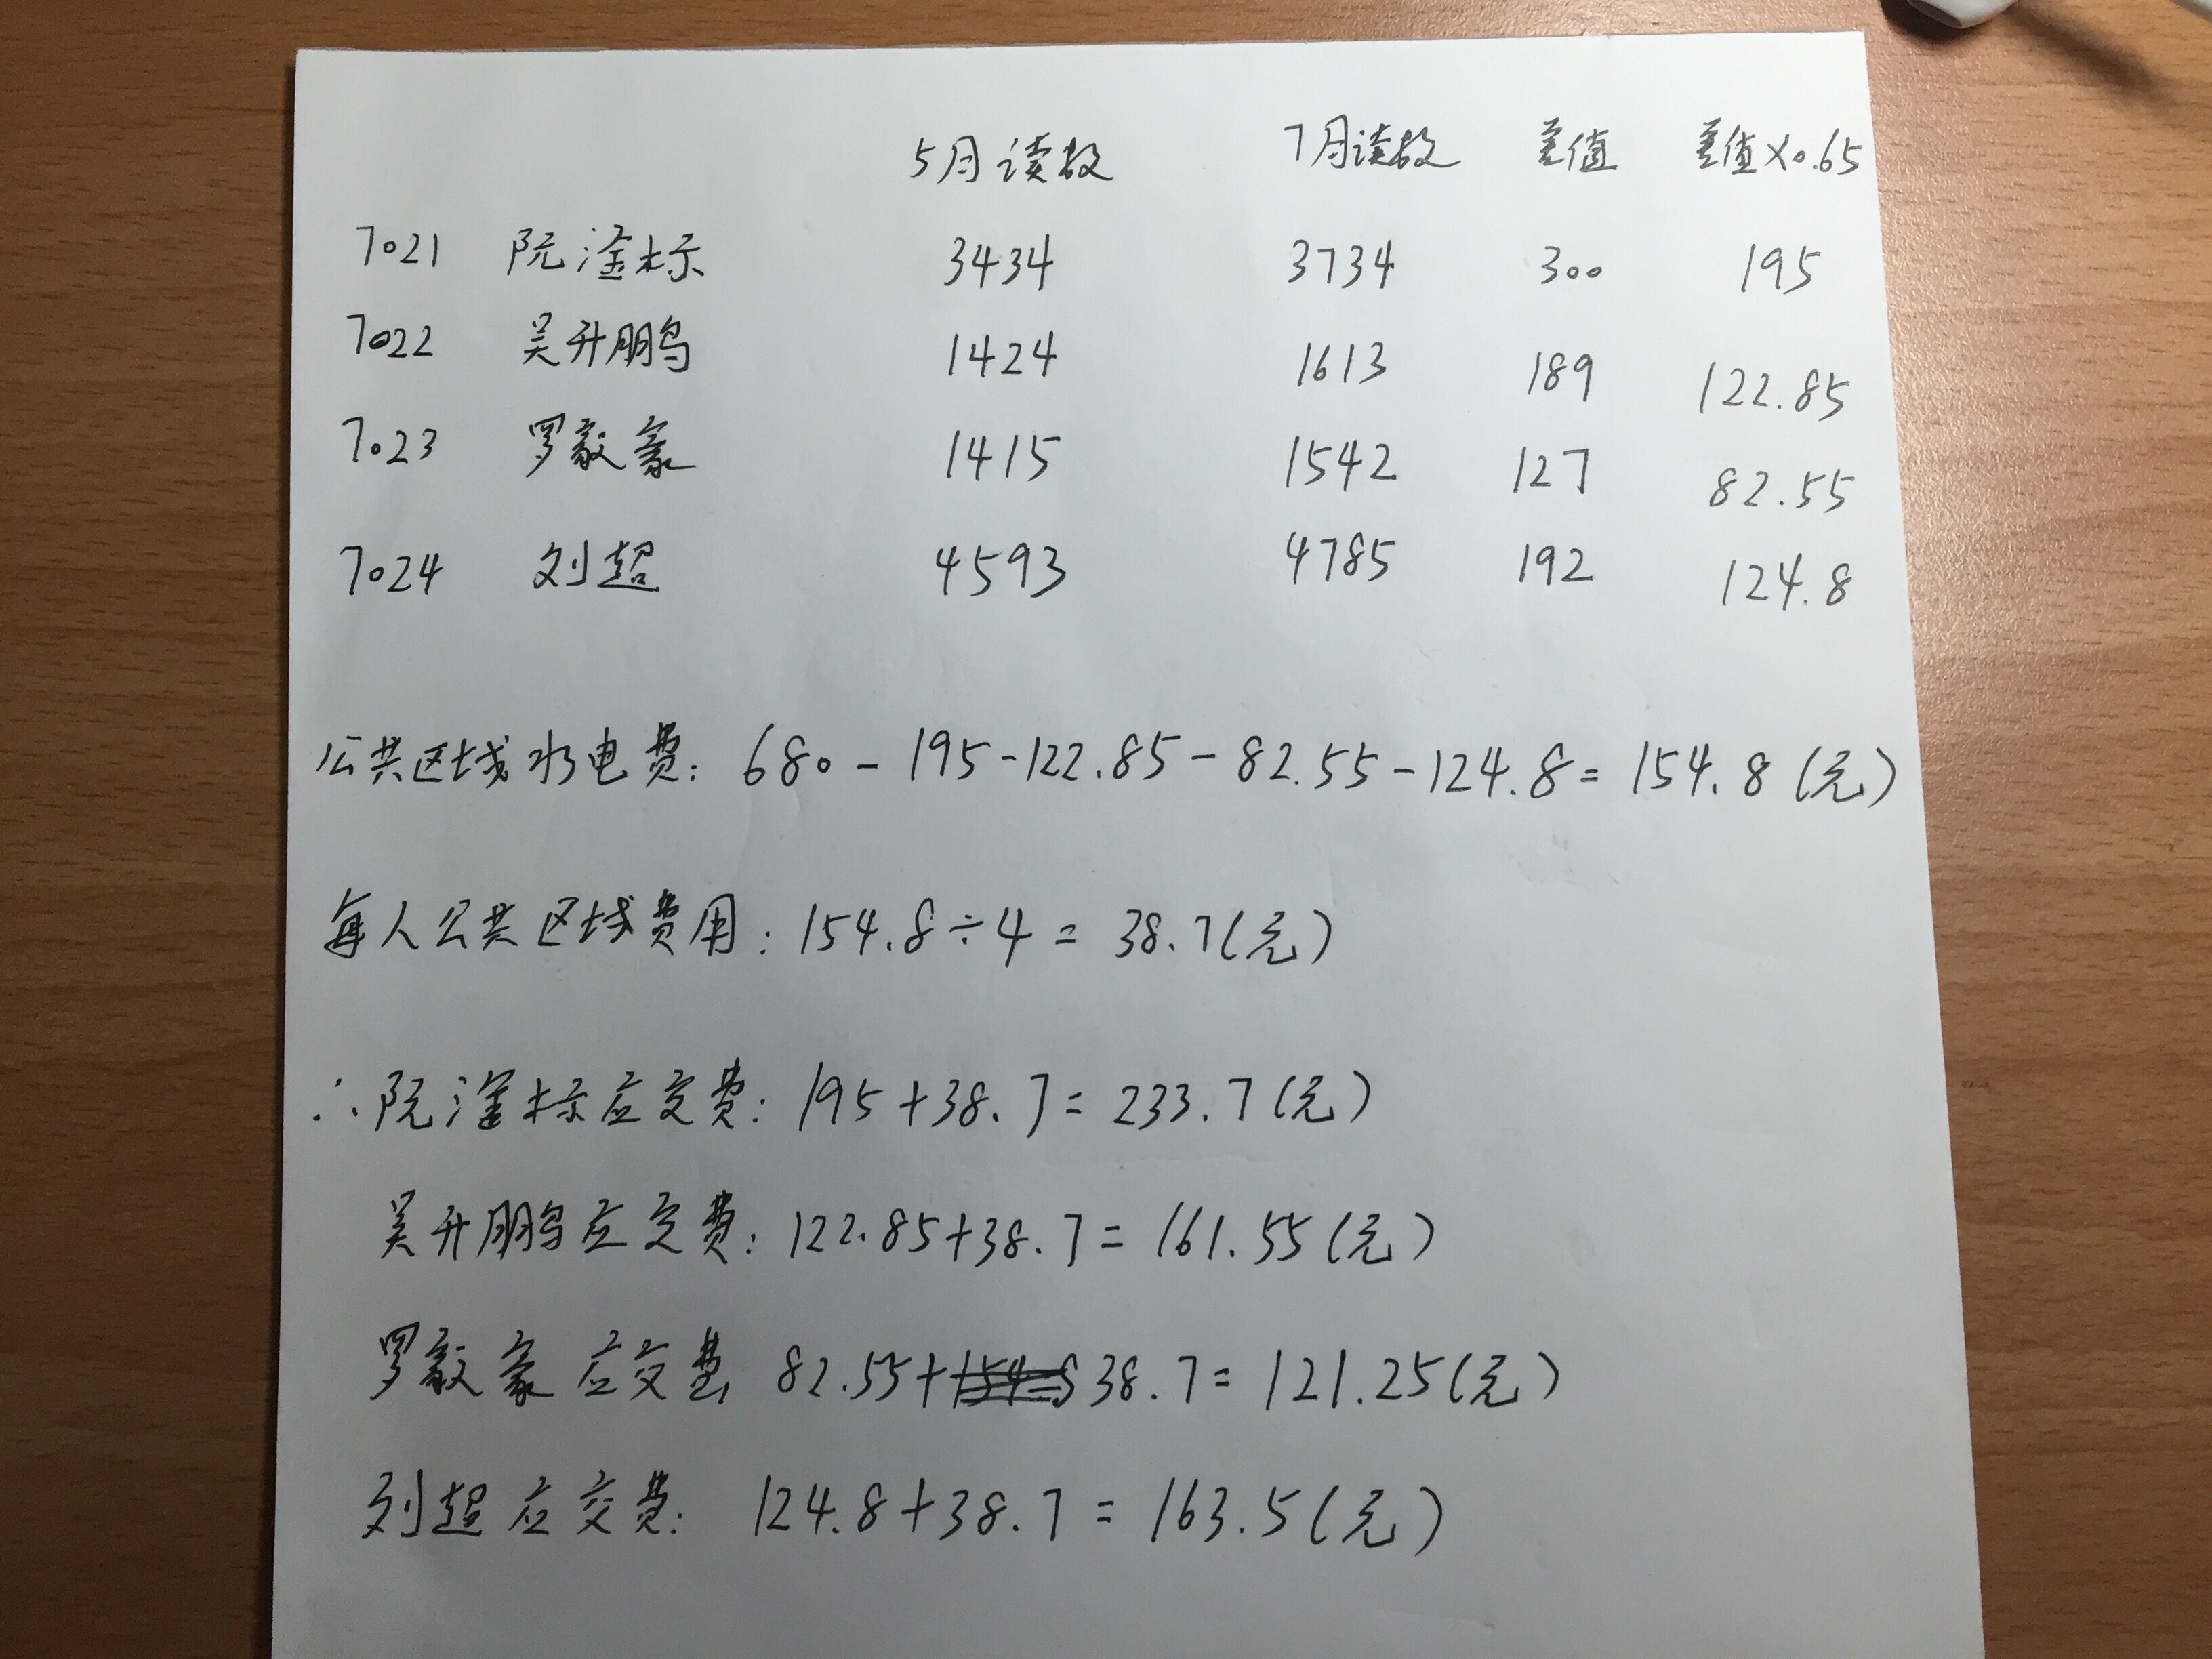 5月读数 7月读数 差值 差值×0.65
7021 阮淦标 3434 3734 300 195
7022 吴升鹏 1424 1613 189 122.85
7023 罗毅豪 1415 1542 127 82.55
7024 刘超 4593 4785 192 124.8
公共区域水电费: 680-195-122.85-82.55-124.8=154.8(元)
每人公共区域费用: 154.8÷4=38.7(元)
∴阮淦标应交费: 195+38.7=233.7(元)
吴升鹏应交费: 122.85+38.7=161.55(元)
罗毅豪应交费 82.55+38.7=121.25(元)
刘超应交费: 124.8+38.7=163.5(元)